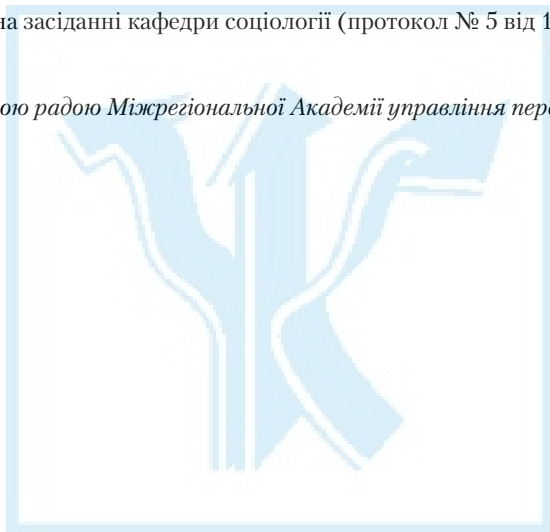 на засіданні кафедри соціології (протокол № 5 від 1
ою радою Міжрегіональної Академії управління перс